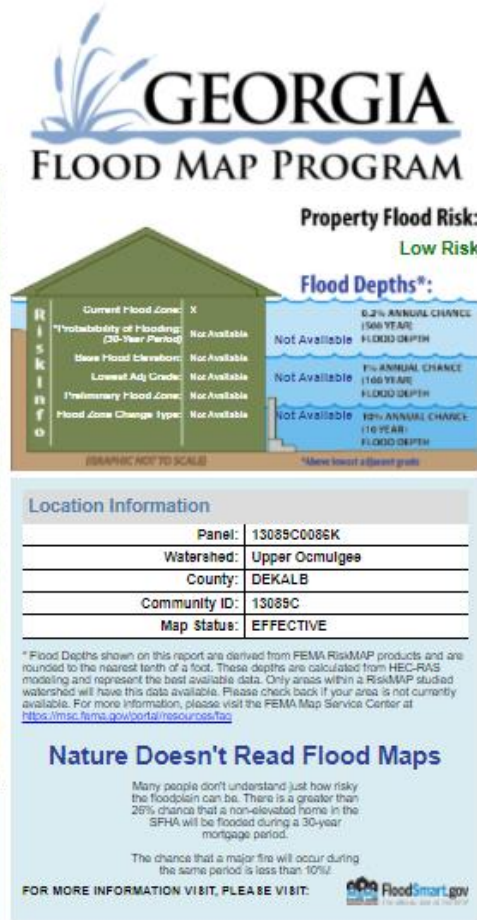 GEORGIA
FLOOD MAP PROGRAM
Property Flood Risk:
Low Risk
Flood Depths*:
Risk Info
Current Flood Zone: X
*Probability of Flooding: (30-Year Period) Not Available
Base Flood Elevation: Not Available
Lowest Adj Grade: Not Available
Preliminary Flood Zone: Not Available
Flood Zone Change Type: Not Available
Not Available
0.2% ANNUAL CHANCE
(500 YEAR)
FLOOD DEPTH
Not Available
1% ANNUAL CHANCE
(100 YEAR)
FLOOD DEPTH
Not Available
10% ANNUAL CHANCE
(10 YEAR)
FLOOD DEPTH
(GRAPHIC NOT TO SCALE)
*Above lowest adjacent grade
Location Information
Panel: 13089C0086K
Watershed: Upper Ocmulgee
County: DEKALB
Community ID: 13089C
Map Status: EFFECTIVE
* Flood Depths shown on this report are derived from FEMA RiskMAP products and are
rounded to the nearest tenth of a foot. These depths are calculated from HEC-RAS
modeling and represent the best available data. Only areas within a RiskMAP studied
watershed will have this data available. Please check back if your area is not currently
available. For more information, please visit the FEMA Map Service Center at
https://msc.fema.gov/portal/resources/faq
Nature Doesn't Read Flood Maps
Many people don't understand just how risky
the floodplain can be. There is a greater than
26% chance that a non-elevated home in the
SFHA will be flooded during a 30-year
mortgage period.
The chance that a major fire will occur during
the same period is less than 10%!
FOR MORE INFORMATION VISIT, PLEASE VISIT:
FloodSmart.gov